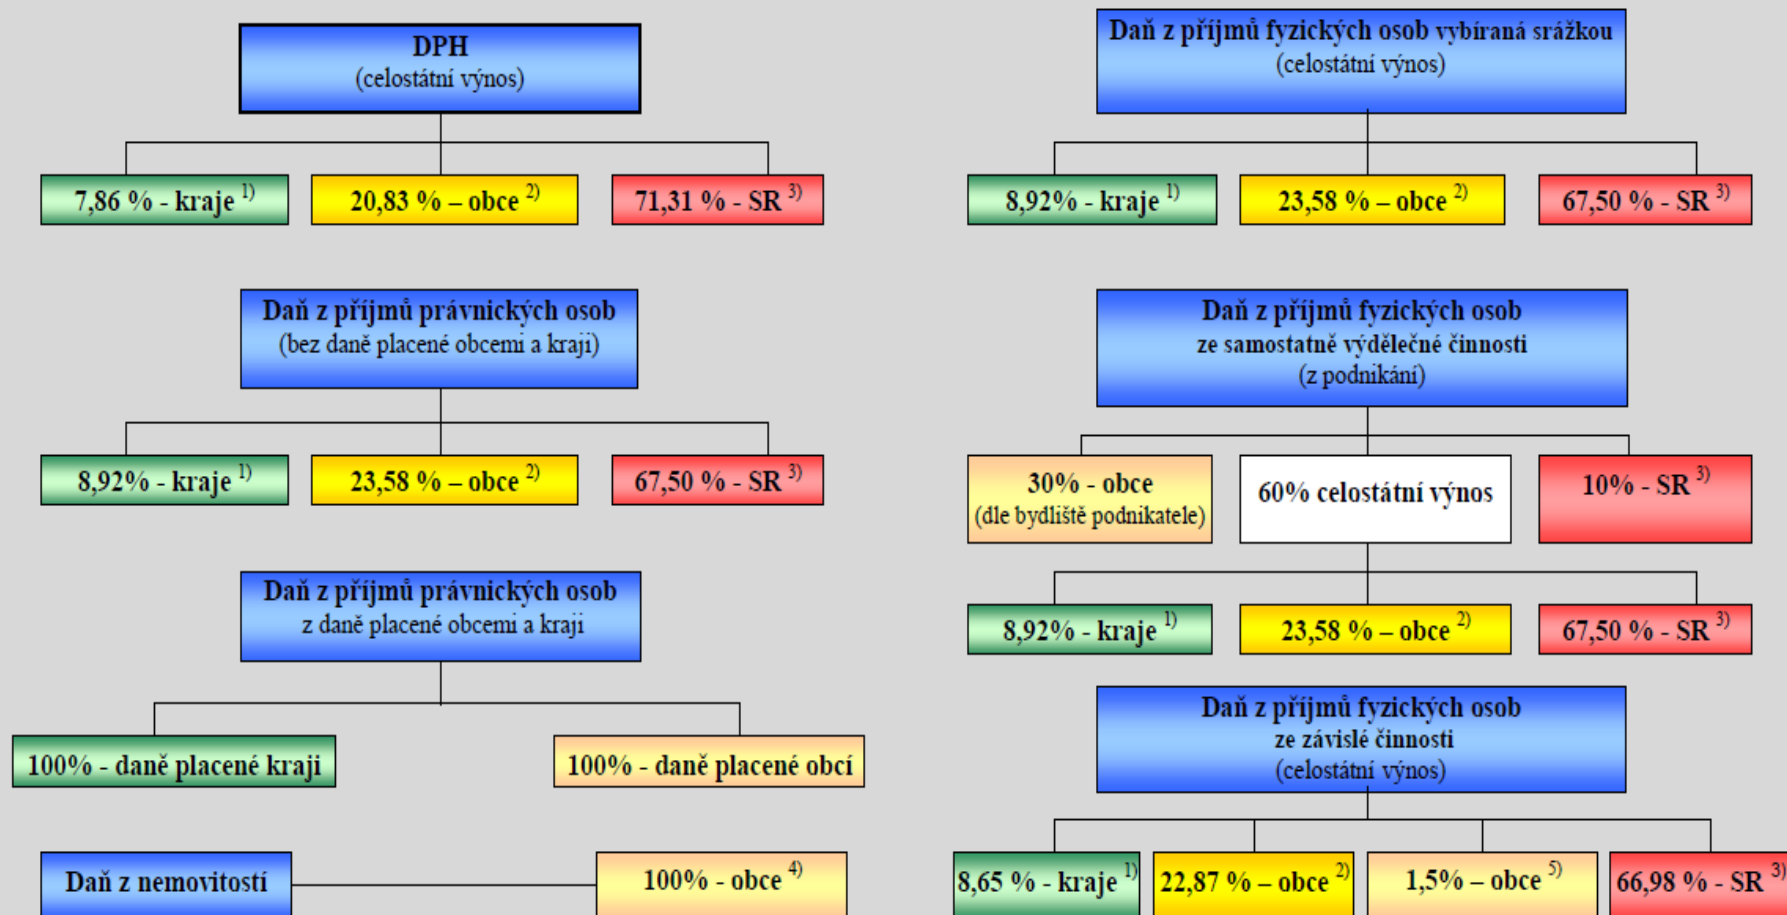 DPH
(celostátní výnos)
7,86 % - kraje 1)
20,83 % – obce 2)
71,31 % - SR 3)
Daň z příjmů právnických osob
(bez daně placené obcemi a kraji)
8,92% - kraje 1)
23,58 % – obce 2)
67,50 % - SR 3)
Daň z příjmů právnických osob
z daně placené obcemi a kraji
100% - daně placené kraji
100% - daně placené obcí
Daň z nemovitostí
100% - obce 4)
Daň z příjmů fyzických osob vybíraná srážkou
(celostátní výnos)
8,92% - kraje 1)
23,58 % – obce 2)
67,50 % - SR 3)
Daň z příjmů fyzických osob
ze samostatně výdělečné činnosti
(z podnikání)
30% - obce
(dle bydliště podnikatele)
60% celostátní výnos
10% - SR 3)
8,92% - kraje 1)
23,58 % – obce 2)
67,50 % - SR 3)
Daň z příjmů fyzických osob
ze závislé činnosti
(celostátní výnos)
8,65 % - kraje 1)
22,87 % – obce 2)
1,5% – obce 5)
66,98 % - SR 3)